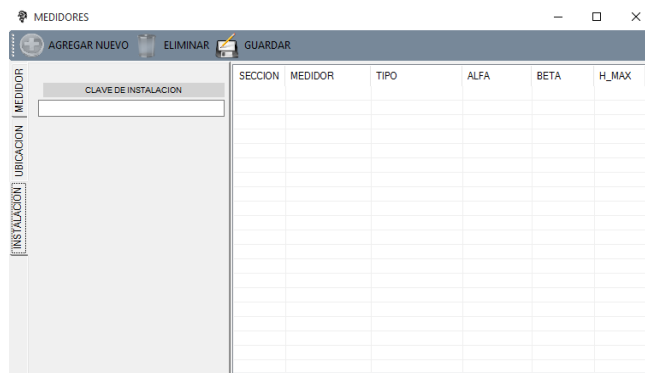 MEDIDORES
AGREGAR NUEVO ELIMINAR GUARDAR
MEDIDOR
UBICACION
INSTALACION
CLAVE DE INSTALACION
SECCION MEDIDOR TIPO ALFA BETA H_MAX